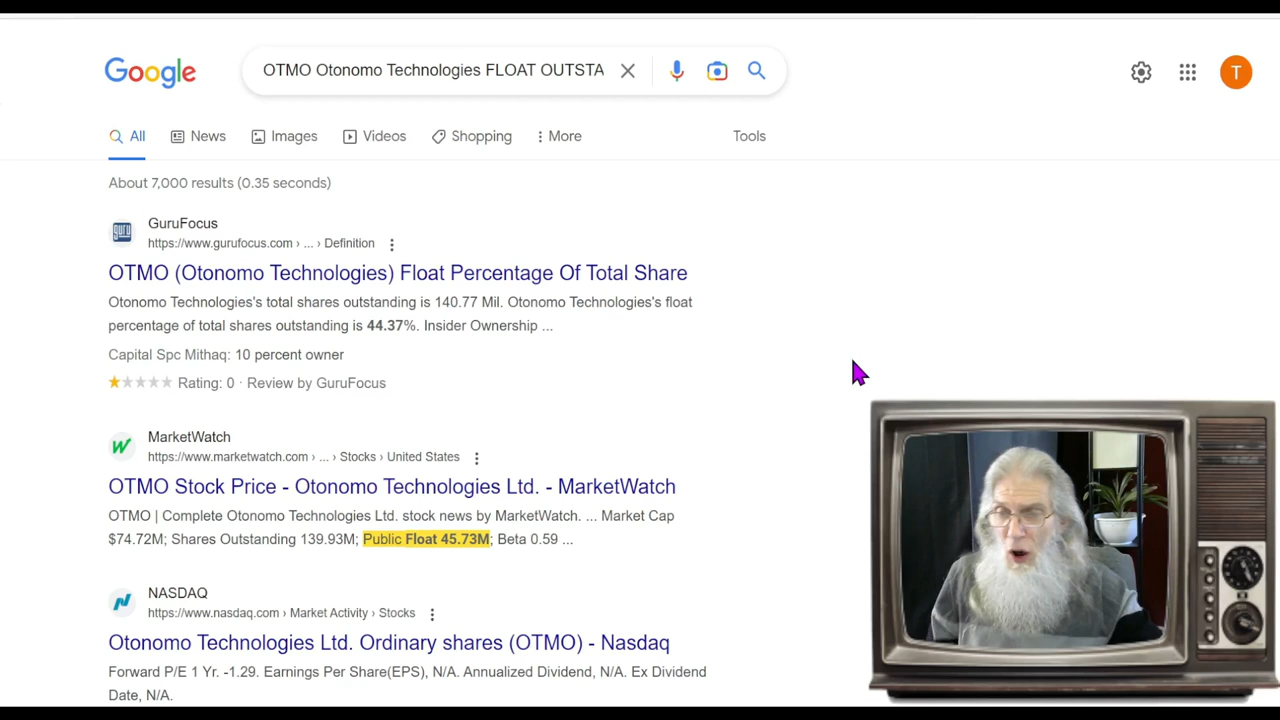 Google
OTMO Otonomo Technologies FLOAT OUTSTA
T
All News Images Videos Shopping More Tools
About 7,000 results (0.35 seconds)
guru
GuruFocus
https://www.gurufocus.com › ... › Definition
OTMO (Otonomo Technologies) Float Percentage Of Total Share
Otonomo Technologies's total shares outstanding is 140.77 Mil. Otonomo Technologies's float
percentage of total shares outstanding is 44.37%. Insider Ownership ...
Capital Spc Mithaq: 10 percent owner
Rating: 0 · Review by GuruFocus
MarketWatch
https://www.marketwatch.com › ... › Stocks › United States
OTMO Stock Price - Otonomo Technologies Ltd. - MarketWatch
OTMO | Complete Otonomo Technologies Ltd. stock news by MarketWatch. ... Market Cap
$74.72M; Shares Outstanding 139.93M; Public Float 45.73M; Beta 0.59 ...
NASDAQ
https://www.nasdaq.com › Market Activity › Stocks
Otonomo Technologies Ltd. Ordinary shares (OTMO) - Nasdaq
Forward P/E 1 Yr. -1.29. Earnings Per Share(EPS), N/A. Annualized Dividend, N/A. Ex Dividend
Date, N/A.